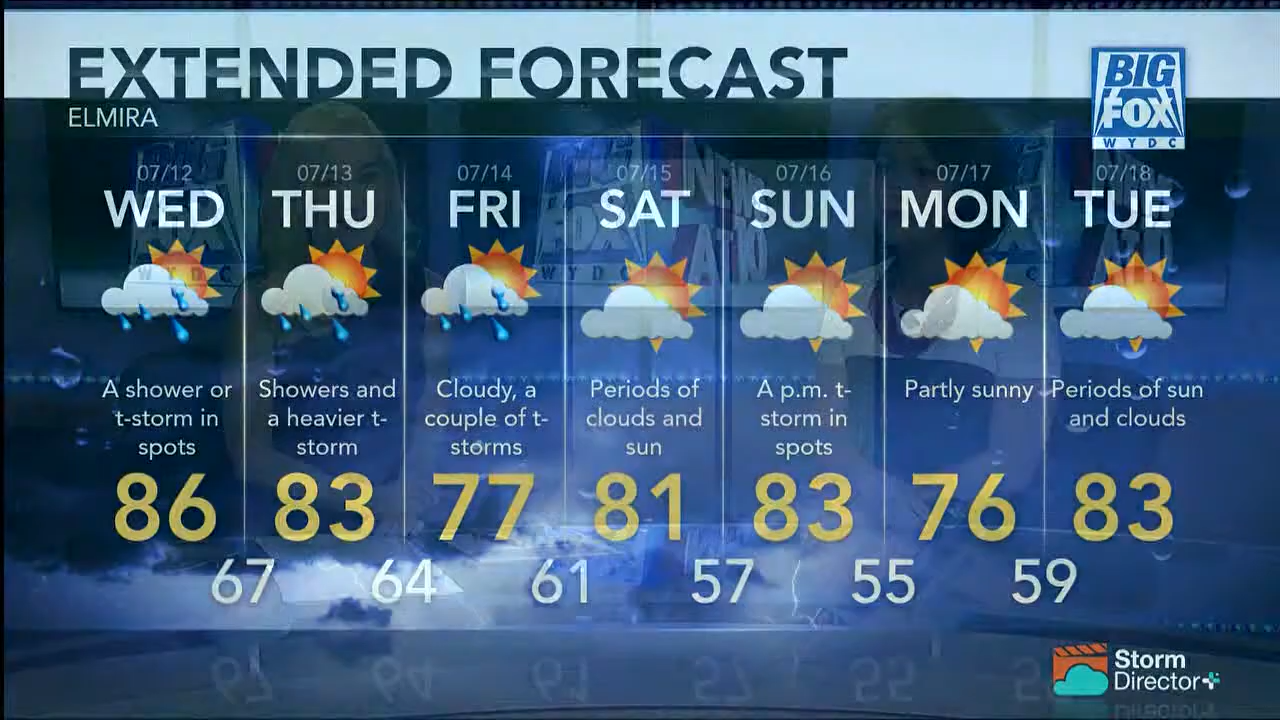 EXTENDED FORECAST
ELMIRA
BIG
FOX
WYDC
07/12
WED
A shower or
t-storm in
spots
86
67
07/13
THU
Showers and
a heavier t-
storm
83
64
07/14
FRI
Cloudy, a
couple of t-
storms
77
61
07/15
SAT
Periods of
clouds and
sun
81
57
07/16
SUN
A p.m. t-
storm in
spots
83
55
07/17
MON
Partly sunny
76
59
07/18
TUE
Periods of sun
and clouds
83
Storm
Director+